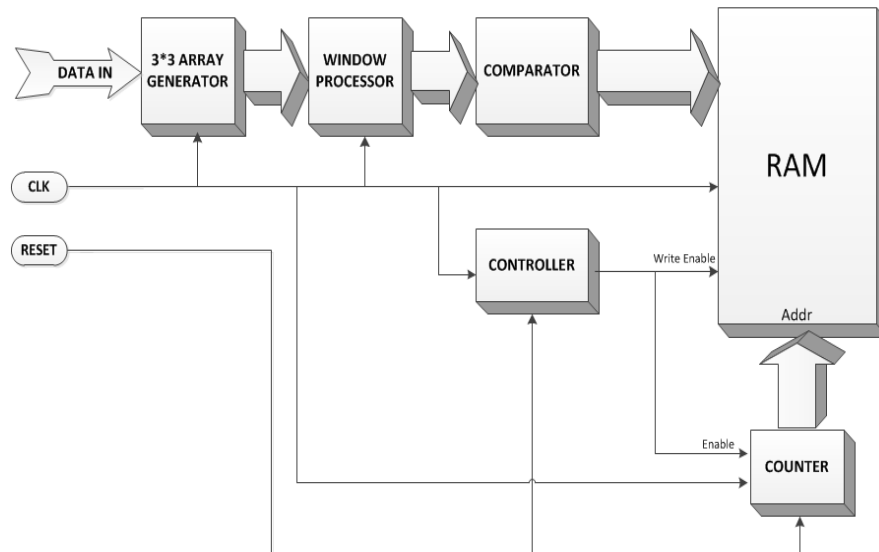 DATA IN
3*3 ARRAY
GENERATOR
WINDOW
PROCESSOR
COMPARATOR
RAM
CLK
RESET
CONTROLLER
Write Enable
Addr
Enable
COUNTER